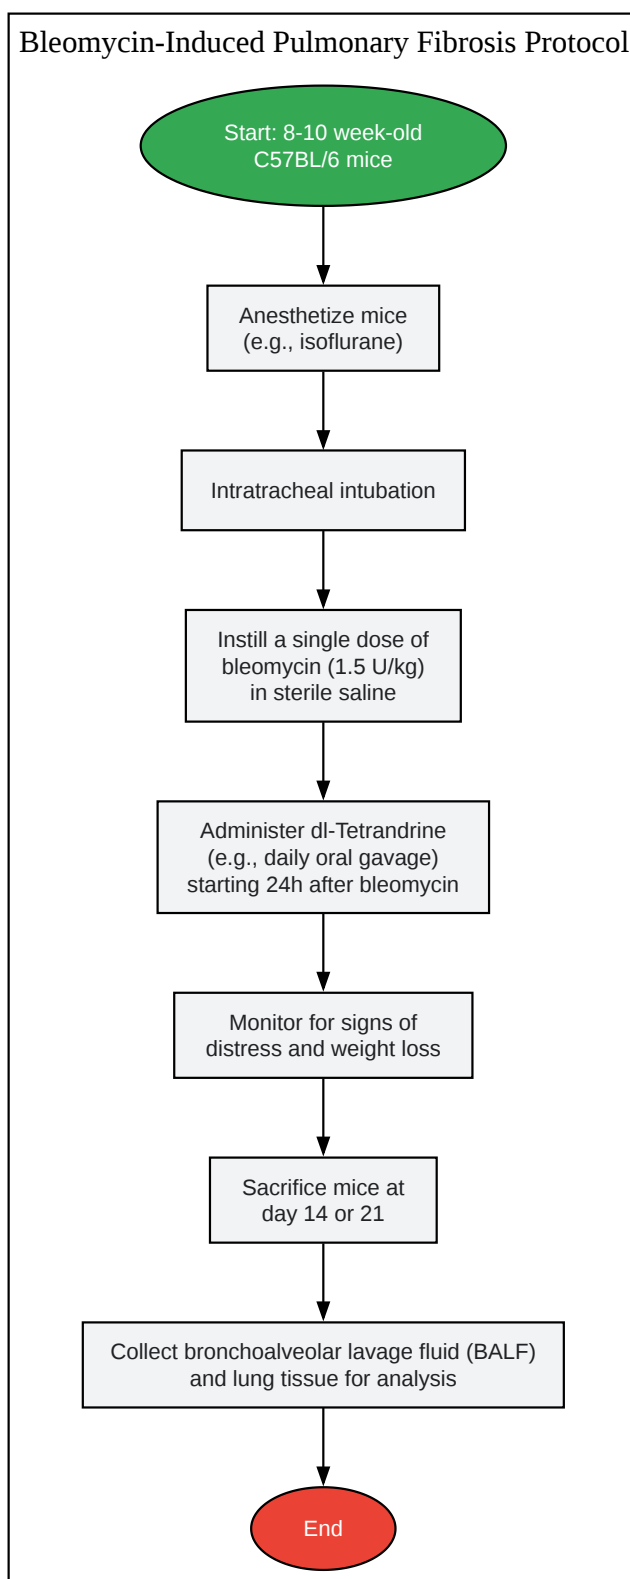 Bleomycin-Induced Pulmonary Fibrosis Protocol
Start: 8-10 week-old
C57BL/6 mice
Anesthetize mice
(e.g., isoflurane)
Intratracheal intubation
Instill a single dose of
bleomycin (1.5 U/kg)
in sterile saline
Administer dl-Tetrandrine
(e.g., daily oral gavage)
starting 24h after bleomycin
Monitor for signs of
distress and weight loss
Sacrifice mice at
day 14 or 21
Collect bronchoalveolar lavage fluid (BALF)
and lung tissue for analysis
End